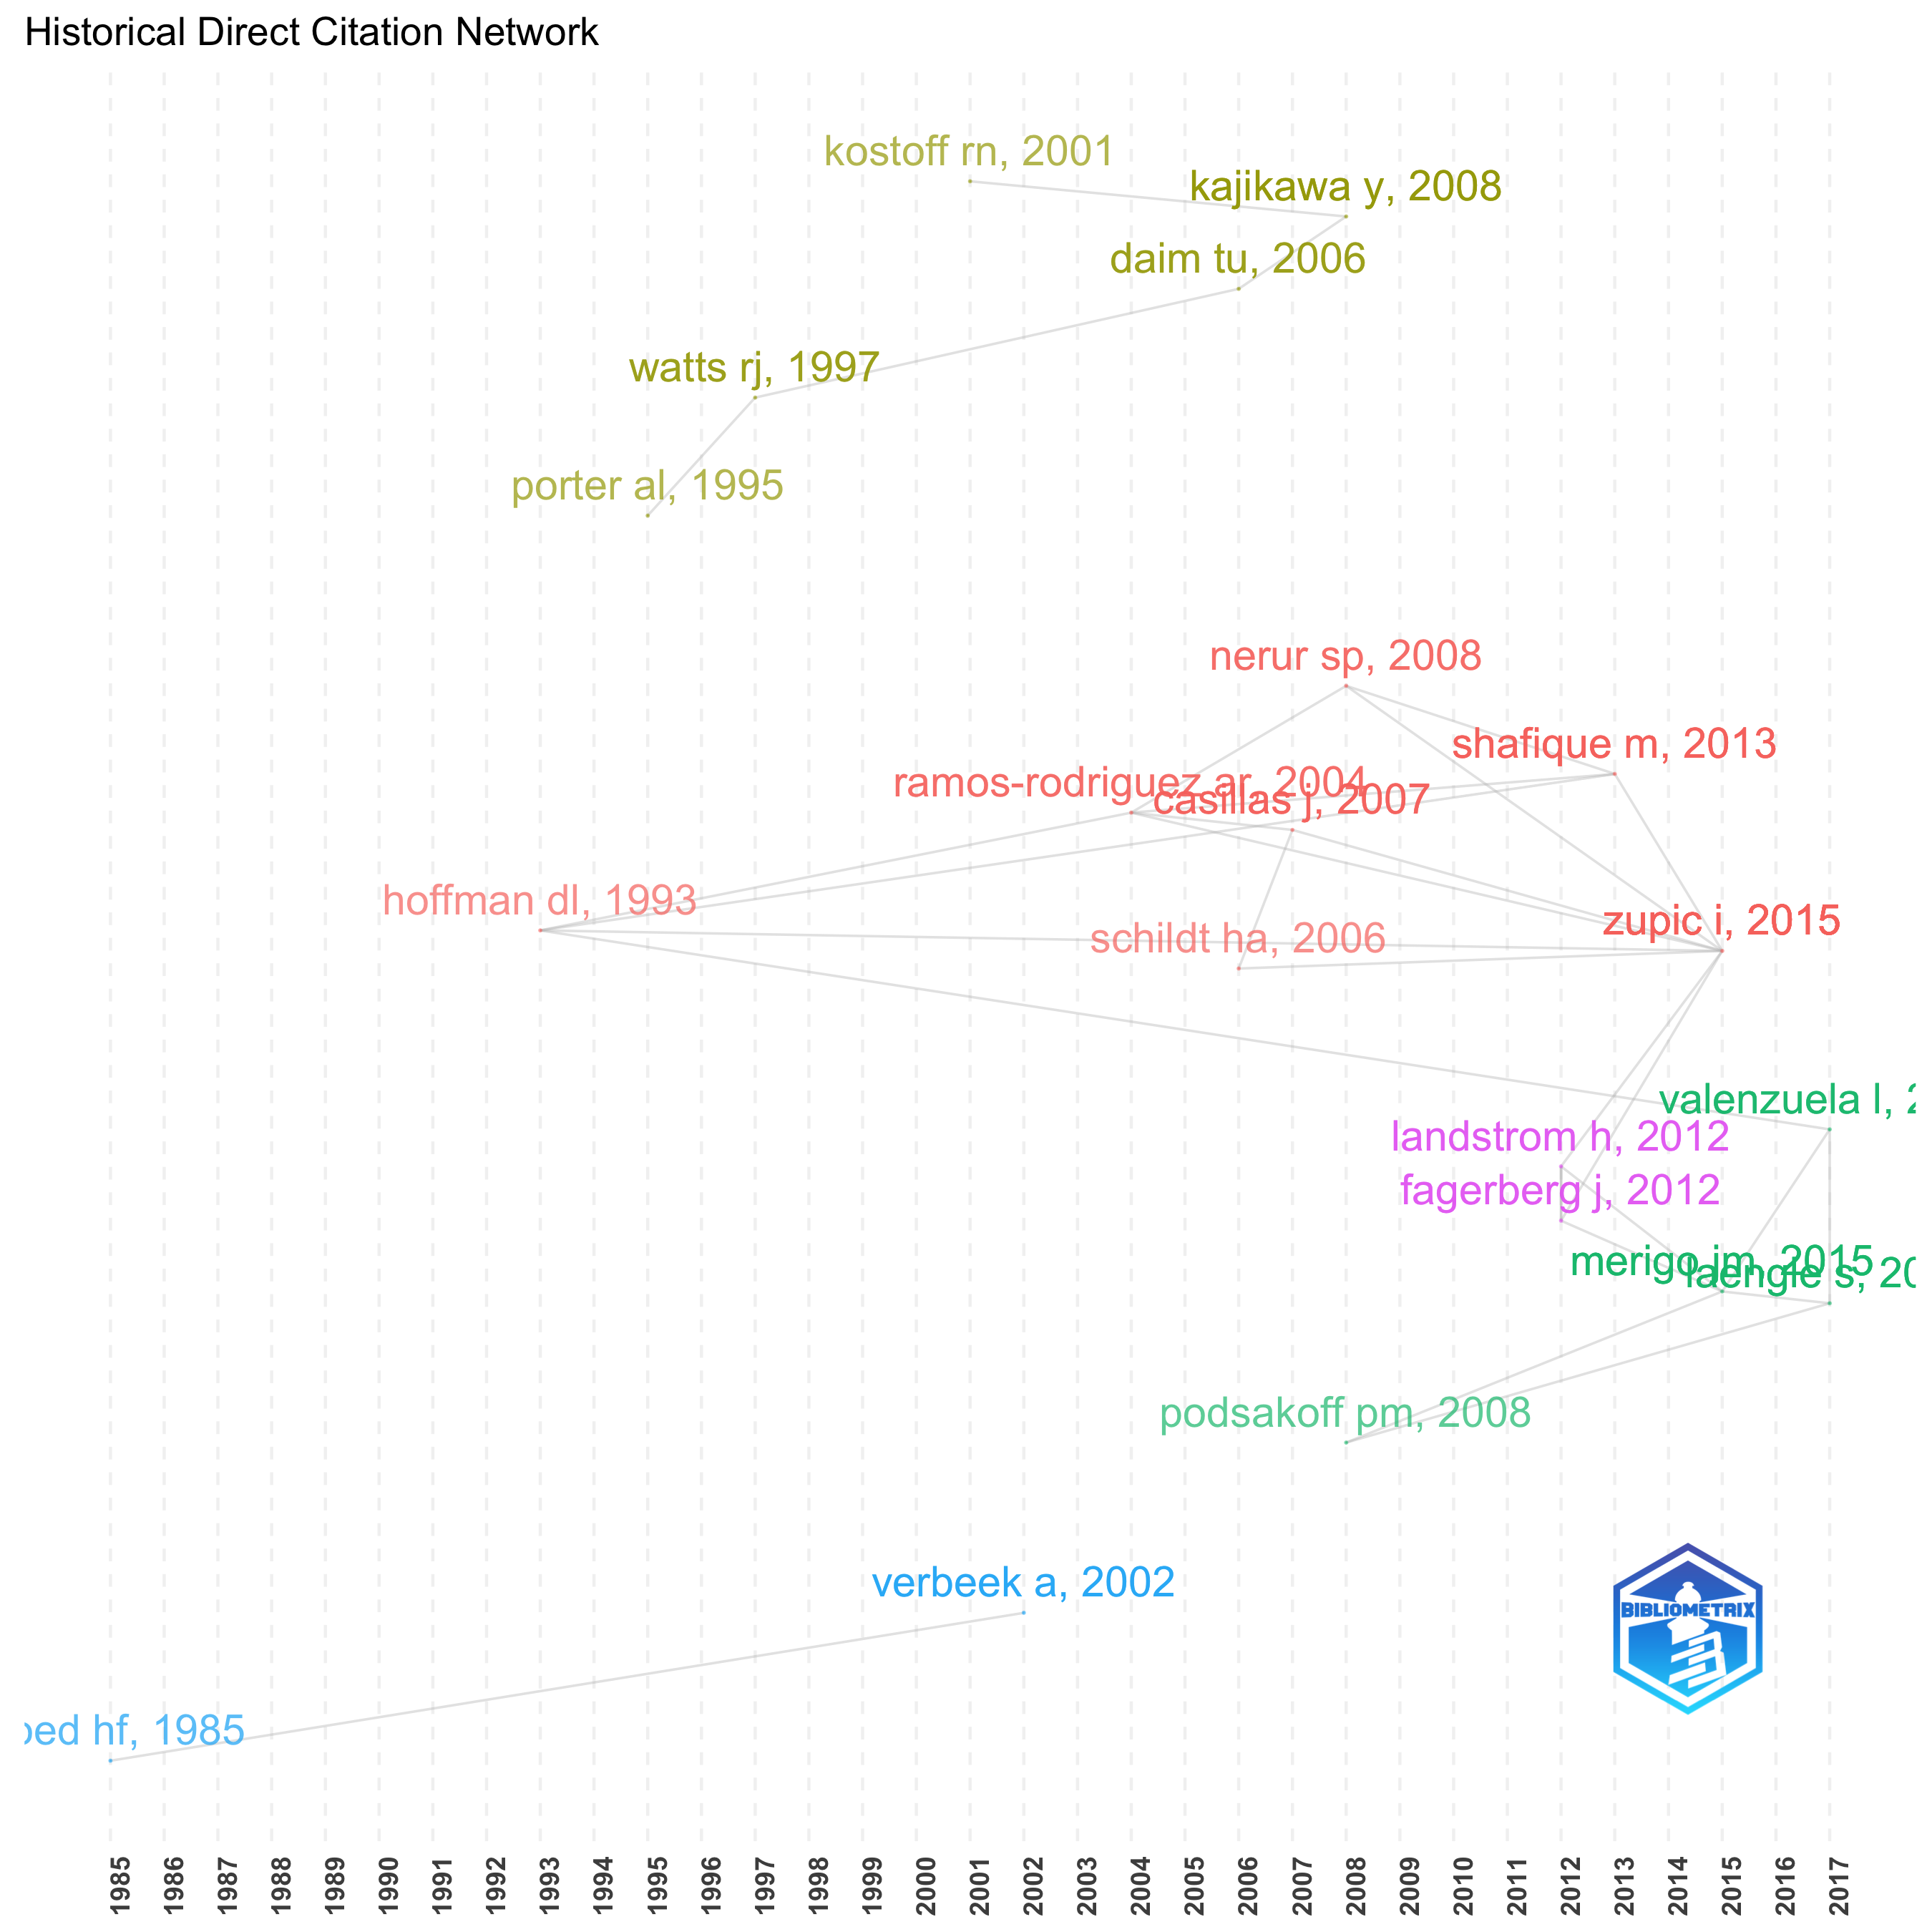 Historical Direct Citation Network
kostoff rn, 2001
kajikawa y, 2008
daim tu, 2006
watts rj, 1997
porter al, 1995
nerur sp, 2008
shafique m, 2013
ramos-rodriguez ar, 2004
casillas j, 2007
hoffman dl, 1993
schildt ha, 2006
zupic i, 2015
valenzuela l,
landstrom h, 2012
fagerberg j, 2012
merigo jm, 2015
laengle s,
podsakoff pm, 2008
verbeek a, 2002
BIBLIOMETRIX
hf, 1985
1985 1986 1987 1988 1989 1990 1991 1992 1993 1994 1995 1996 1997 1998 1999 2000 2001 2002 2003 2004 2005 2006 2007 2008 2009 2010 2011 2012 2013 2014 2015 2016 2017